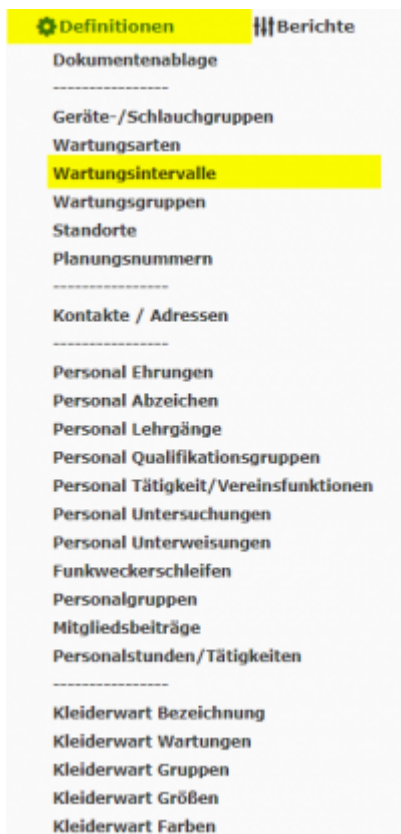 Definitionen Berichte
Dokumentenablage
----------------
Geräte-/Schlauchgruppen
Wartungsarten
Wartungsintervalle
Wartungsgruppen
Standorte
Planungsnummern
----------------
Kontakte / Adressen
----------------
Personal Ehrungen
Personal Abzeichen
Personal Lehrgänge
Personal Qualifikationsgruppen
Personal Tätigkeit/Vereinsfunktionen
Personal Untersuchungen
Personal Unterweisungen
Funkweckerschleifen
Personalgruppen
Mitgliedsbeiträge
Personalstunden/Tätigkeiten
----------------
Kleiderwart Bezeichnung
Kleiderwart Wartungen
Kleiderwart Gruppen
Kleiderwart Größen
Kleiderwart Farben